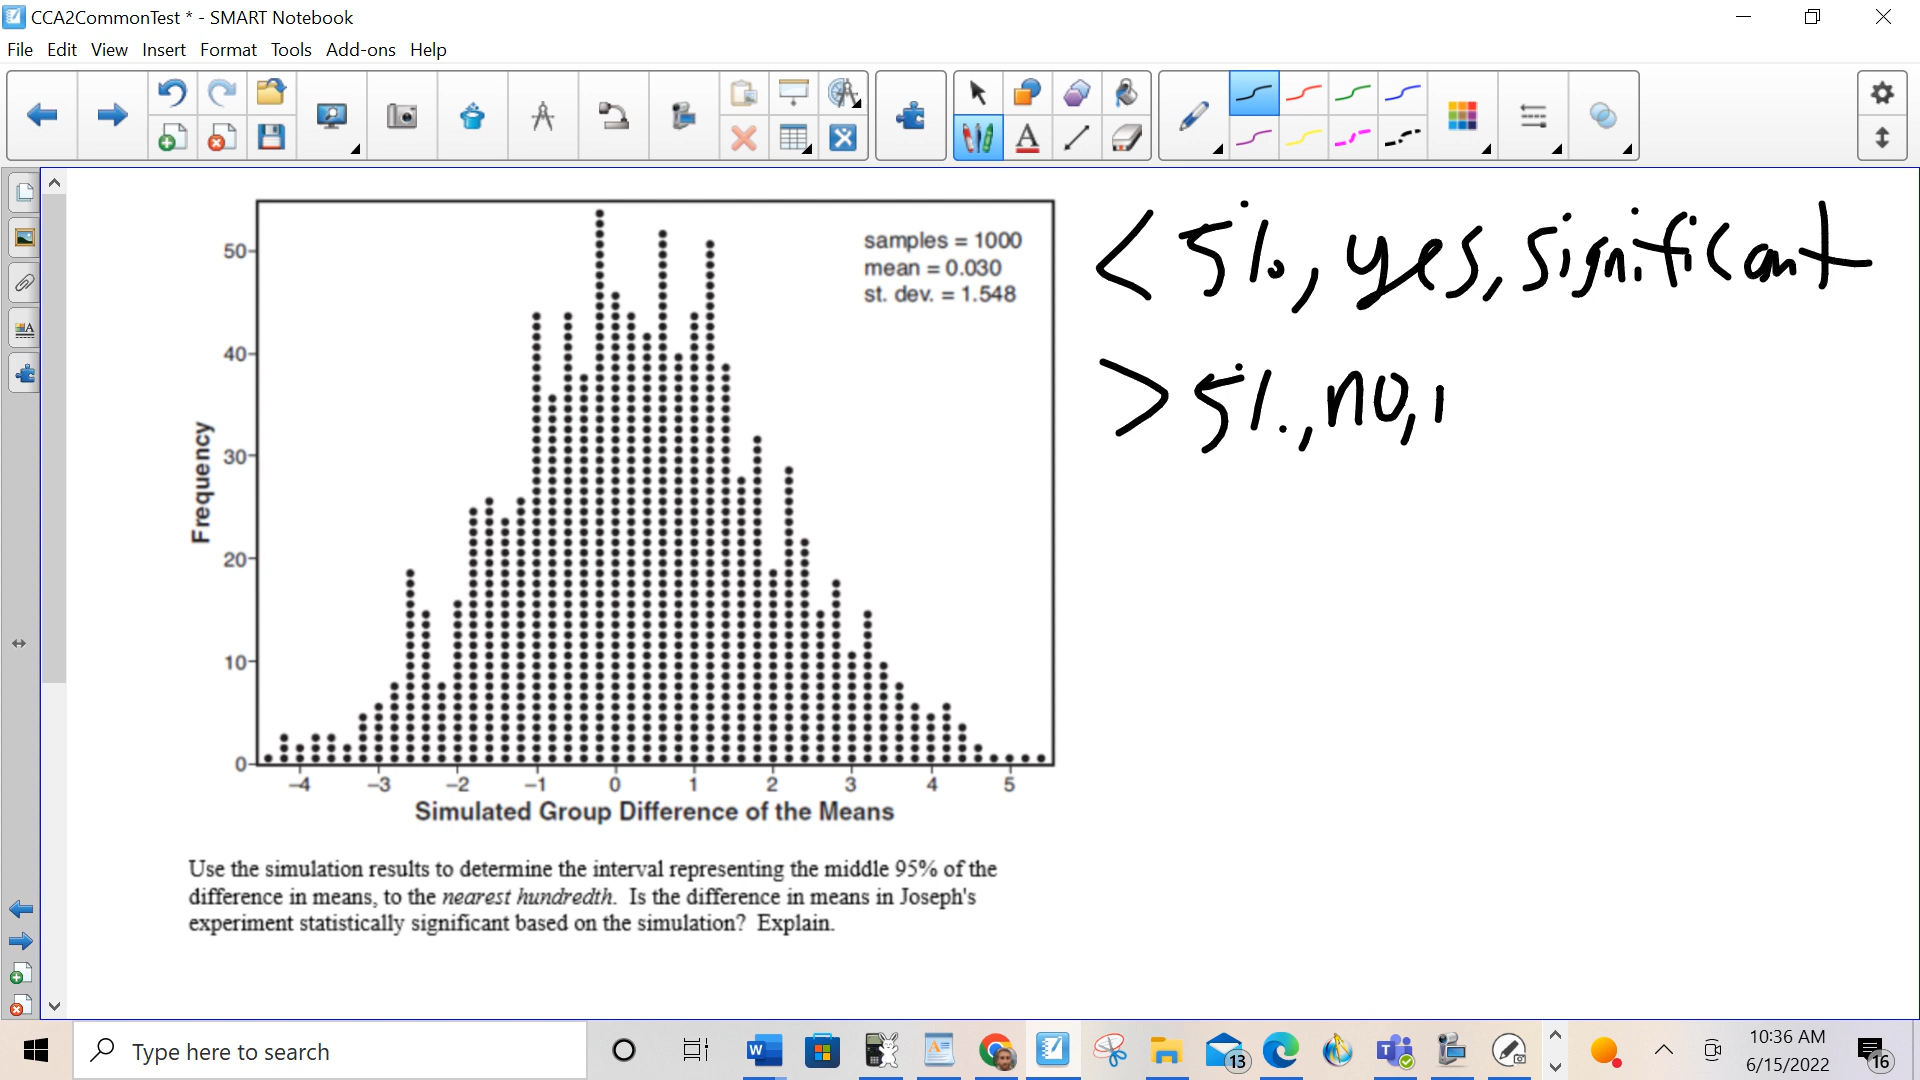 CCA2CommonTest * - SMART Notebook
File Edit View Insert Format Tools Add-ons Help
samples = 1000
mean = 0.030
st. dev. = 1.548
50
40
30
20
10
0
Frequency
−4 −3 −2 −1 0 1 2 3 4 5
Simulated Group Difference of the Means
< 5%, yes, significant
> 5%, no,
Use the simulation results to determine the interval representing the middle 95% of the
difference in means, to the nearest hundredth. Is the difference in means in Joseph's
experiment statistically significant based on the simulation? Explain.
Type here to search
13
10:36 AM
6/15/2022
16